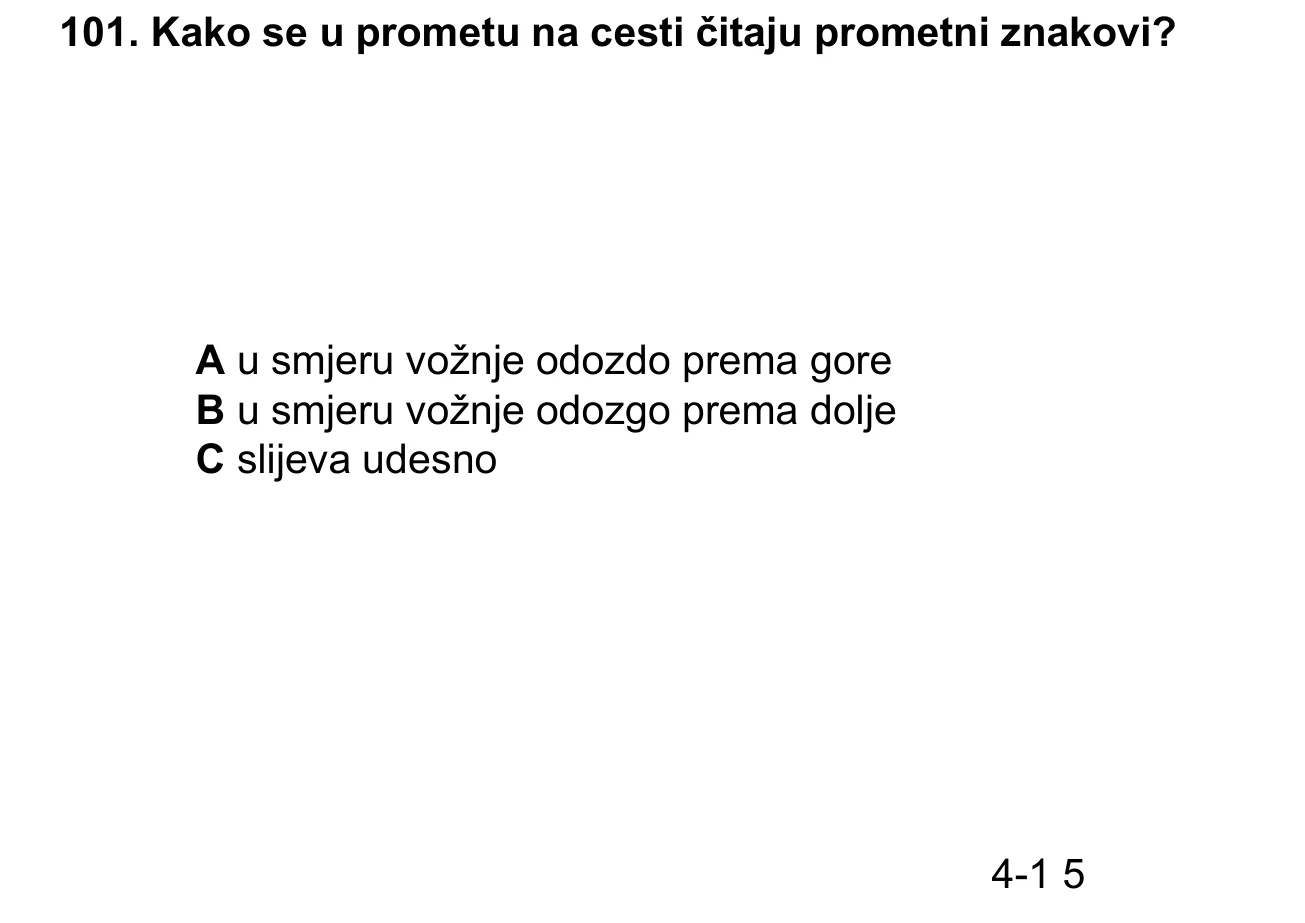 101. Kako se u prometu na cesti čitaju prometni znakovi?
A u smjeru vožnje odozdo prema gore
B u smjeru vožnje odozgo prema dolje
C slijeva udesno
4-1 5